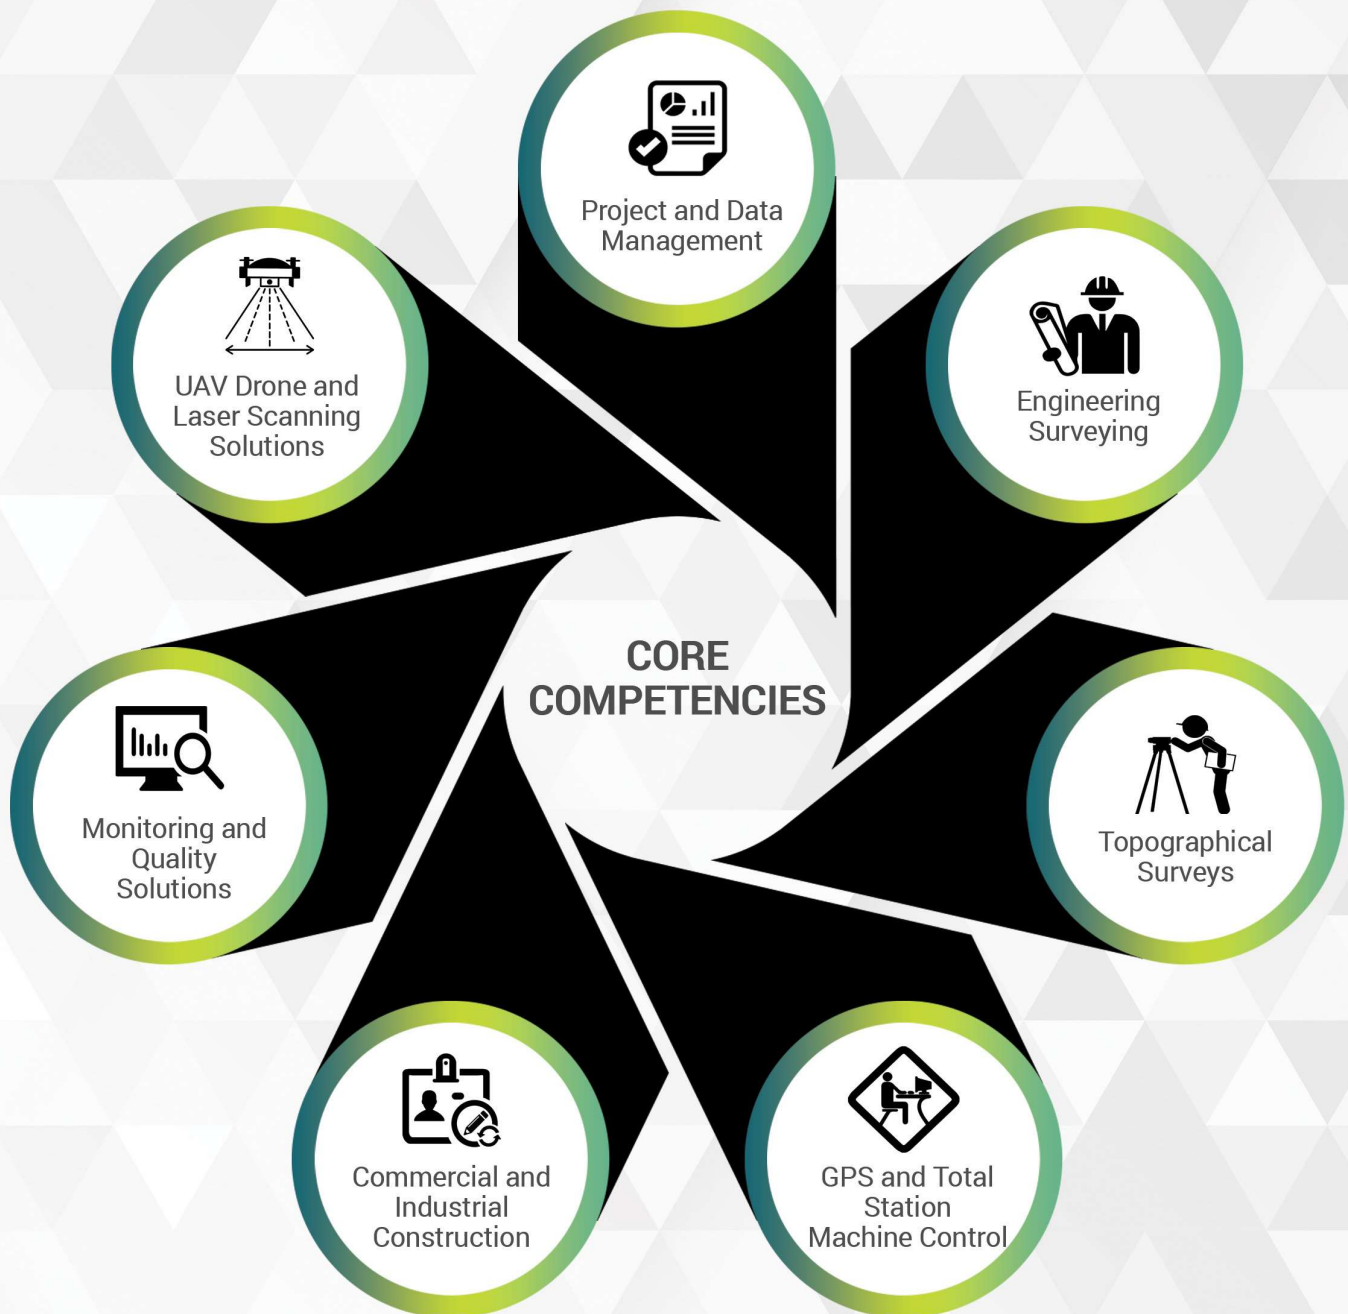 Project and Data
Management
Engineering
Surveying
Topographical
Surveys
GPS and Total
Station
Machine Control
Commercial and
Industrial
Construction
Monitoring and
Quality
Solutions
UAV Drone and
Laser Scanning
Solutions
CORE
COMPETENCIES